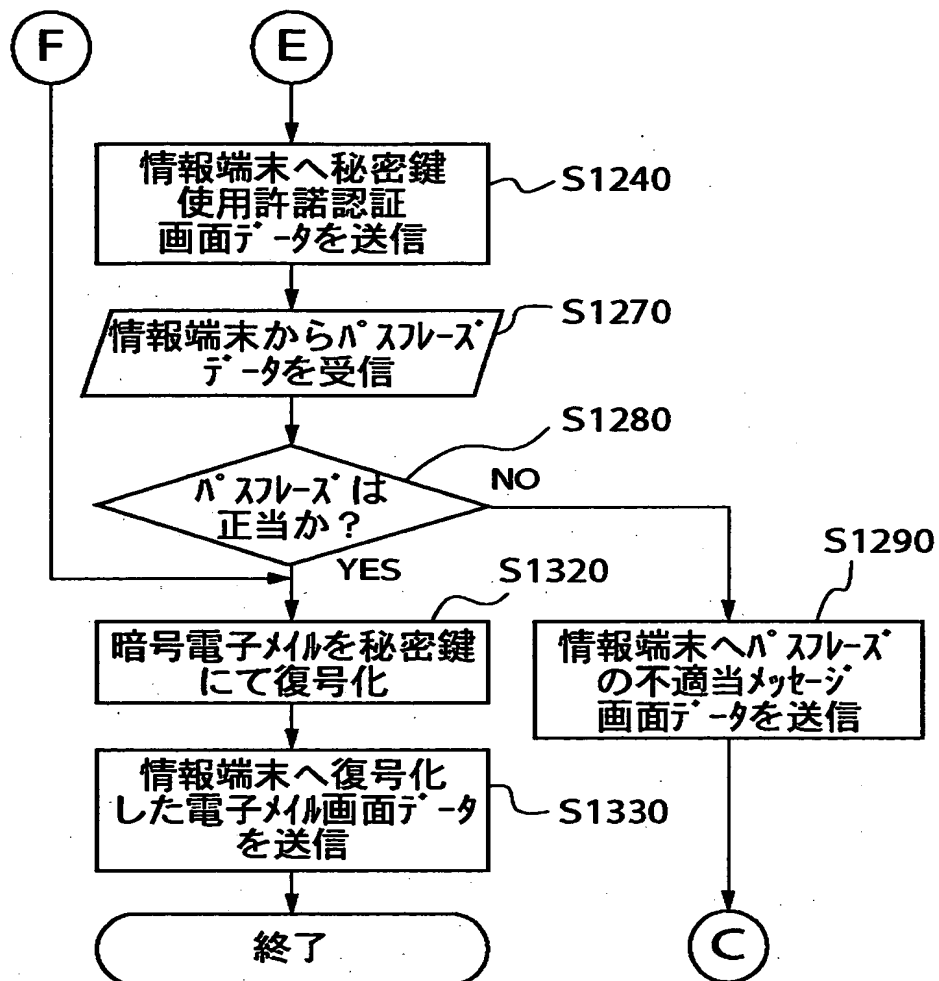 F
E
情報端末へ秘密鍵
使用許諾認証
画面ﾃﾞｰﾀを送信
S1240
情報端末からﾊﾟｽﾌﾚｰｽﾞ
ﾃﾞｰﾀを受信
S1270
ﾊﾟｽﾌﾚｰｽﾞは
正当か？
S1280
NO
YES
暗号電子ﾒｲﾙを秘密鍵
にて復号化
S1320
情報端末へﾊﾟｽﾌﾚｰｽﾞ
の不適当ﾒｯｾｰｼﾞ
画面ﾃﾞｰﾀを送信
S1290
情報端末へ復号化
した電子ﾒｲﾙ画面ﾃﾞｰﾀ
を送信
S1330
終了
C